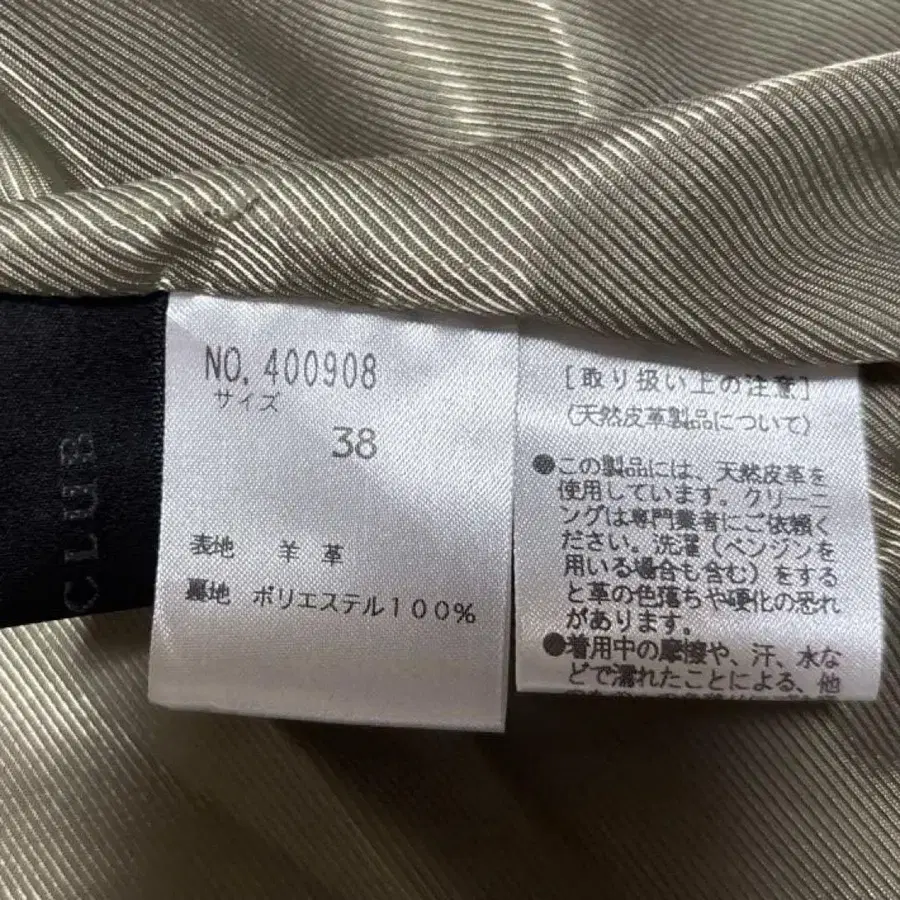 CLUB
NO. 400908
サイズ
38
表地 羊革
裏地 ポリエステル100%
[取り扱い上の注意]
(天然皮革製品について)
●この製品には、天然皮革を
使用しています。クリーニ
ングは専門業者にご依頼く
ださい。洗濯(ベンジンを
用いる場合も含む)をする
と革の色落ちや硬化の恐れ
があります。
●着用中の摩擦や、汗、水な
どで濡れたことによる、他